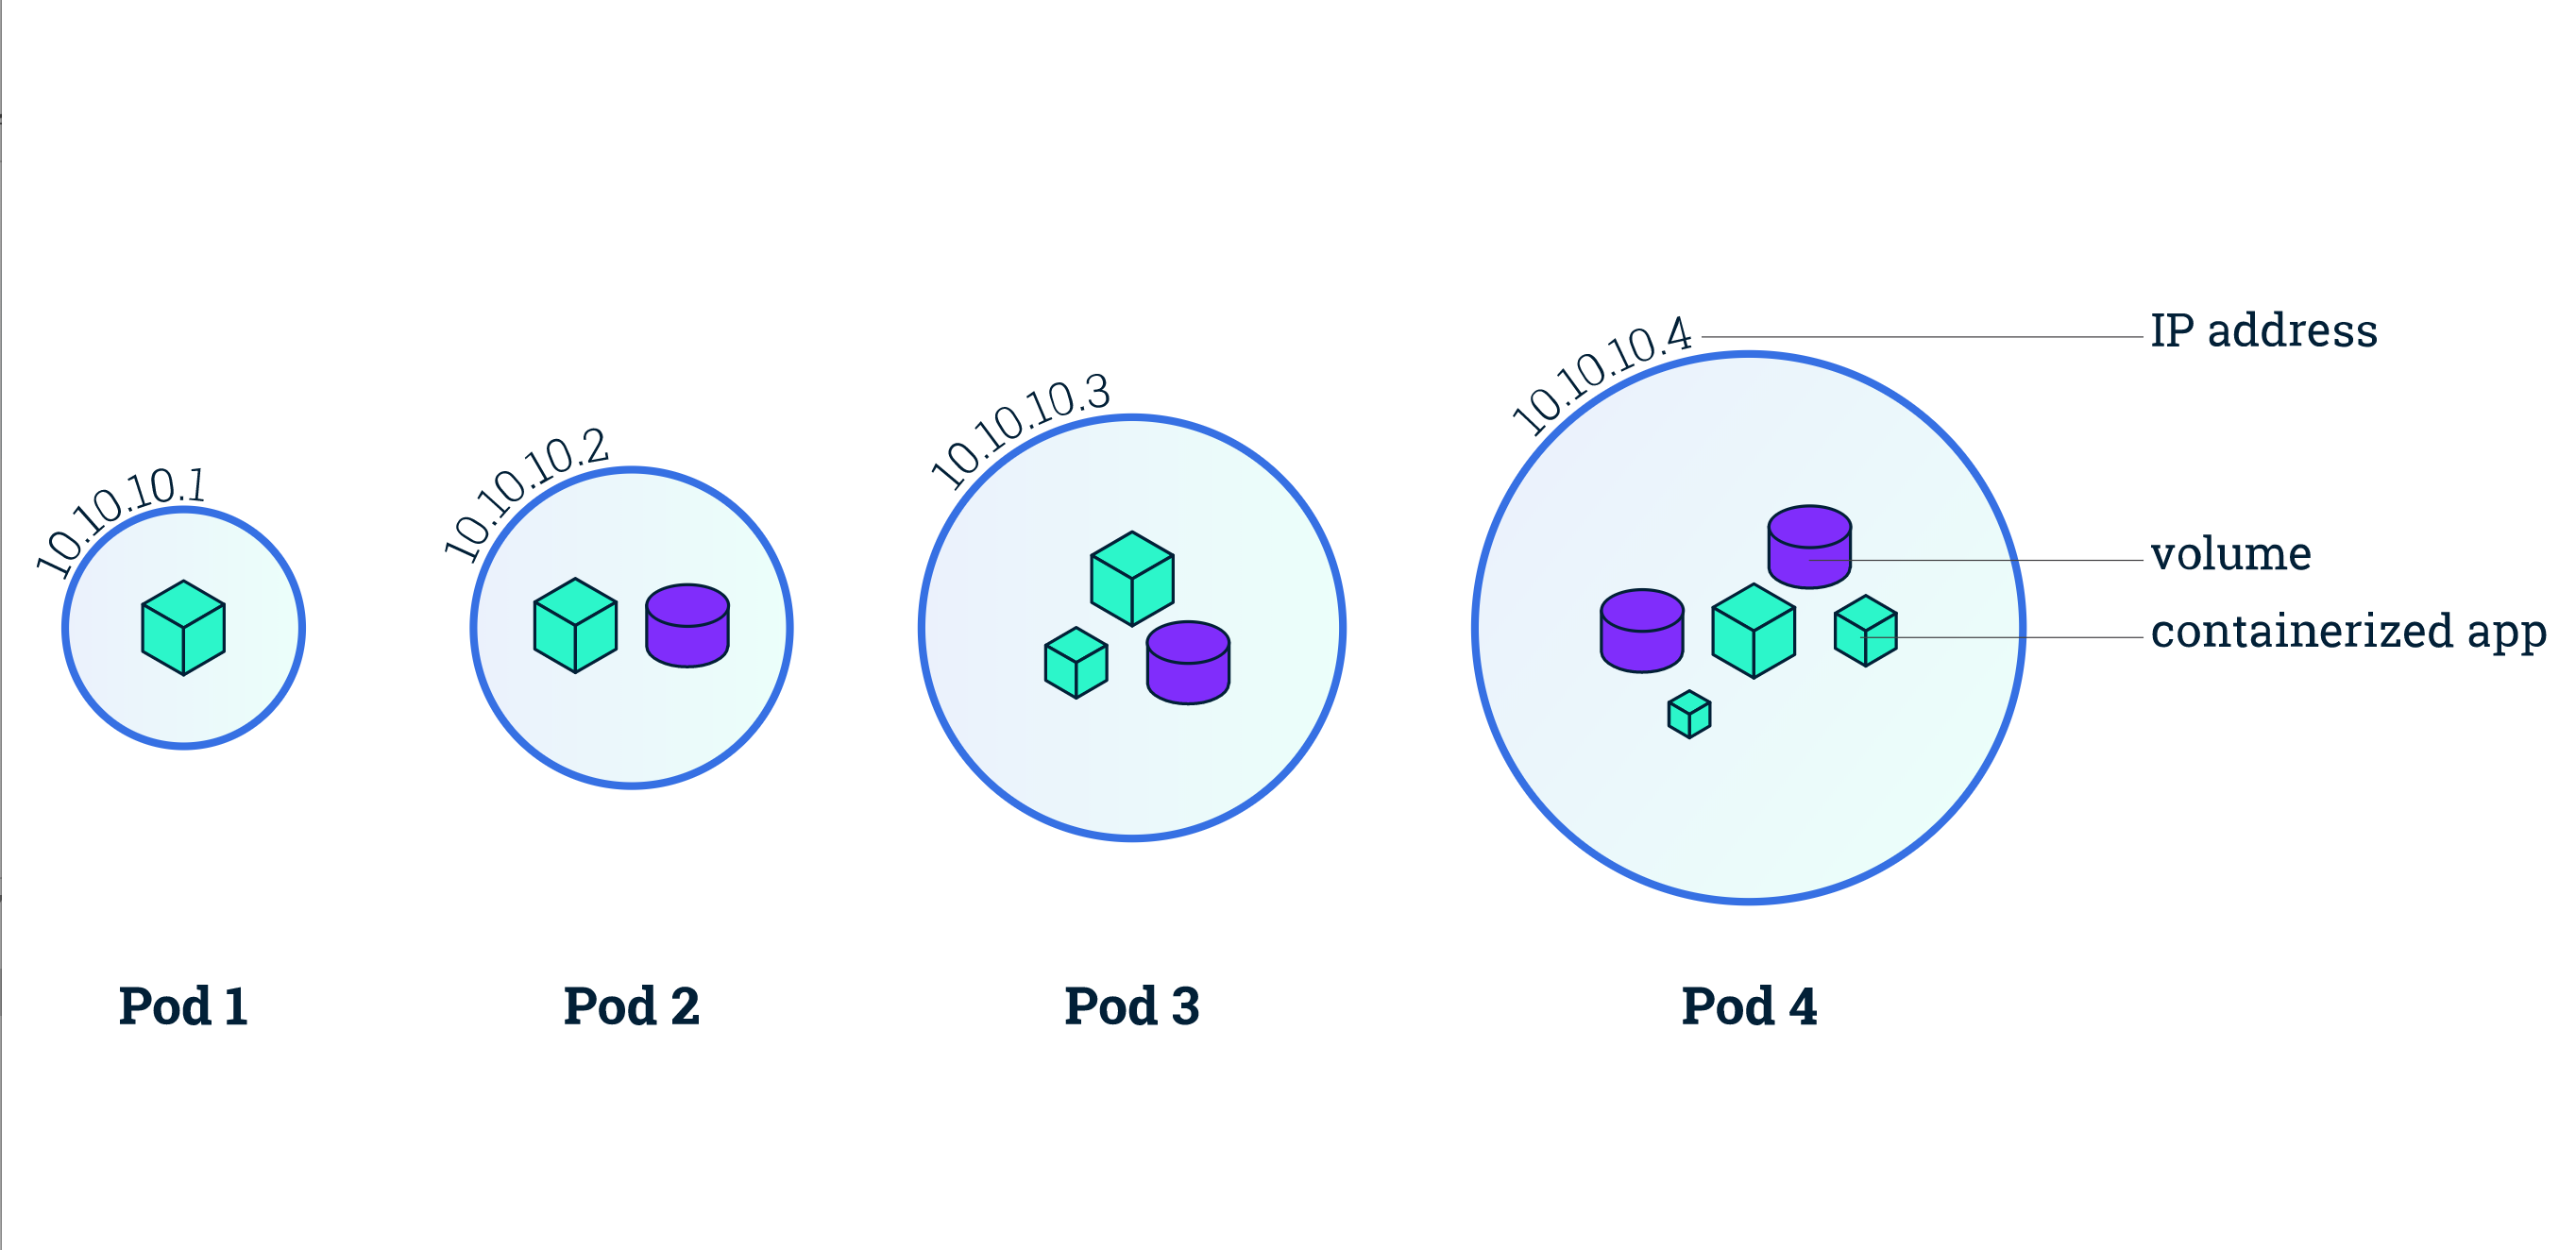 10.10.10.1
10.10.10.2
10.10.10.3
10.10.10.4
IP address
volume
containerized app
Pod 1
Pod 2
Pod 3
Pod 4